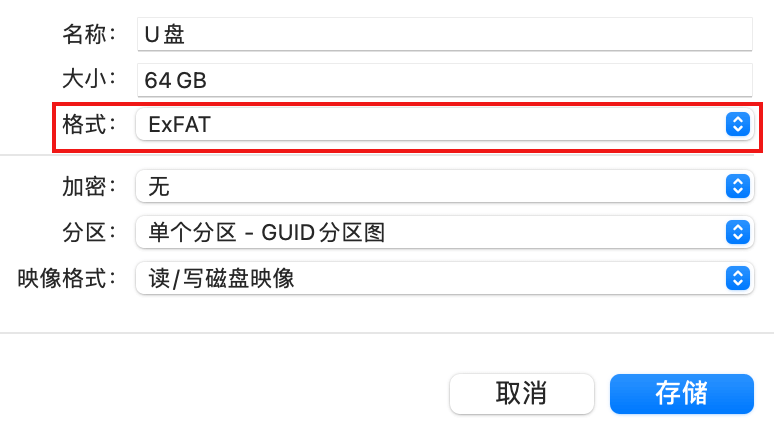 名称： U 盘
大小： 64 GB
格式： ExFAT
加密： 无
分区： 单个分区 - GUID 分区图
映像格式： 读/写磁盘映像
取消 存储